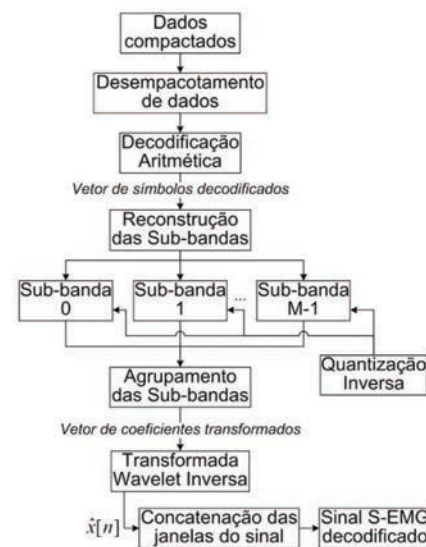 Dados
compactados
Desempacotamento
de dados
Decodificação
Aritmética
Vetor de símbolos decodificados
Reconstrução
das Sub-bandas
Sub-banda
0
Sub-banda
1
...
Sub-banda
M-1
Quantização
Inversa
Agrupamento
das Sub-bandas
Vetor de coeficientes transformados
Transformada
Wavelet Inversa
x̂[n]
Concatenação das
janelas do sinal
Sinal S-EMG
decodificado